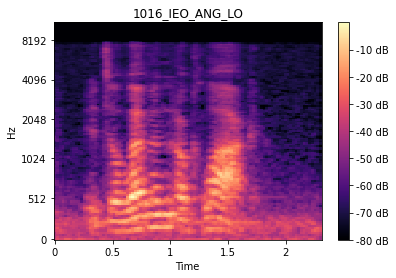 1016_IEO_ANG_LO
Hz
8192
4096
2048
1024
512
0
0
0.5
1
1.5
2
Time
-10 dB
-20 dB
-30 dB
-40 dB
-50 dB
-60 dB
-70 dB
-80 dB